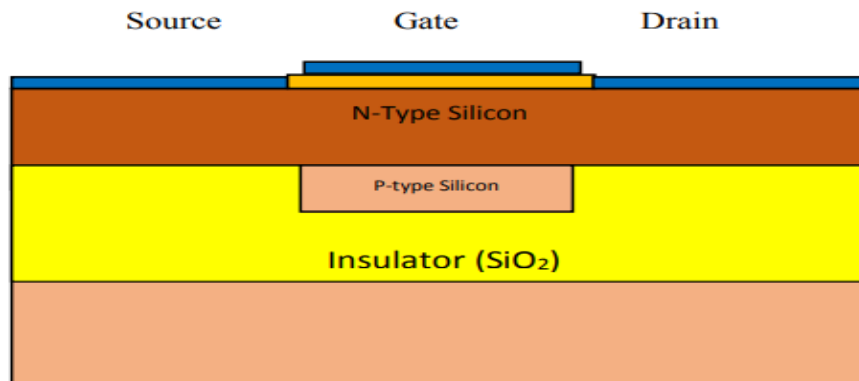 Source Gate Drain
N-Type Silicon
P-type Silicon
Insulator (SiO₂)